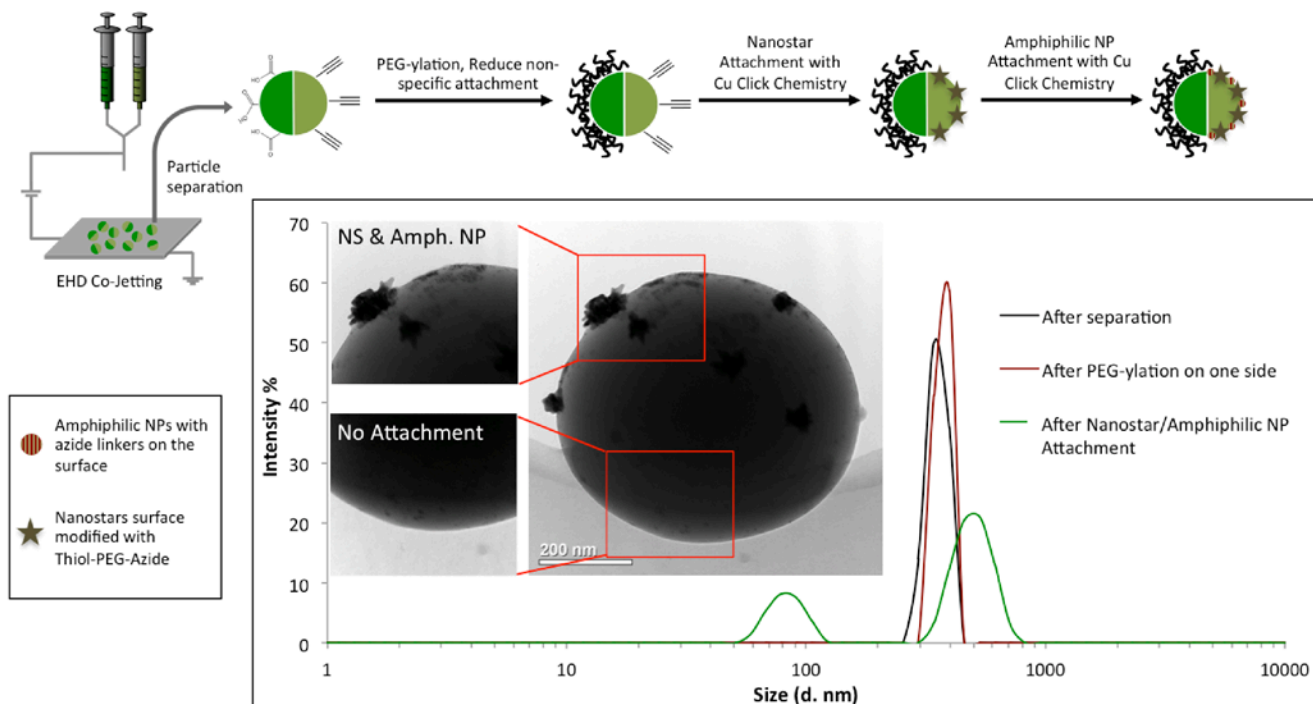 PEG-ylation, Reduce non-
specific attachment
Nanostar
Attachment with
Cu Click Chemistry
Amphiphilic NP
Attachment with Cu
Click Chemistry
Particle
separation
EHD Co-Jetting
Amphiphilic NPs with
azide linkers on the
surface
Nanostars surface
modified with
Thiol-PEG-Azide
NS & Amph. NP
No Attachment
200 nm
After separation
After PEG-ylation on one side
After Nanostar/Amphiphilic NP
Attachment
Intensity %
70
60
50
40
30
20
10
0
1
10
100
1000
10000
Size (d. nm)